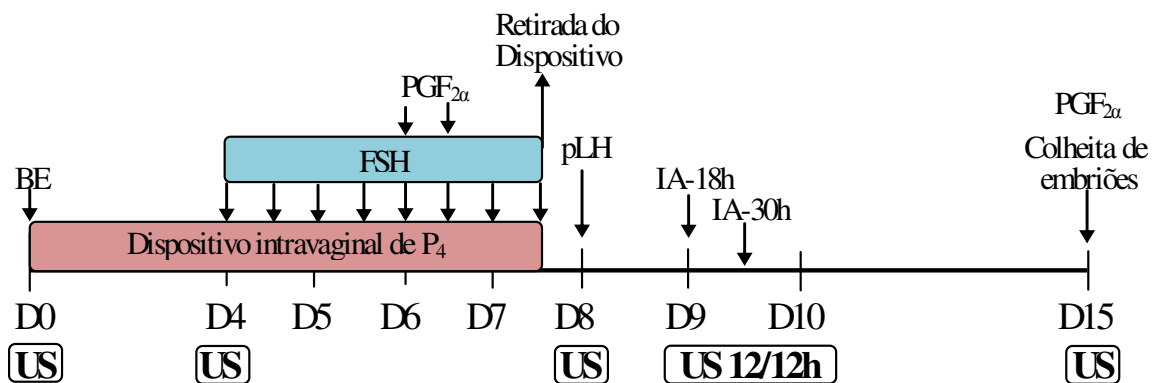 Retirada do
Dispositivo
PGF2α
PGF2α
FSH
pLH
Colheita de
embriões
BE
IA-18h
IA-30h
Dispositivo intravaginal de P4
D0 D4 D5 D6 D7 D8 D9 D10 D15
US US US US 12/12h US